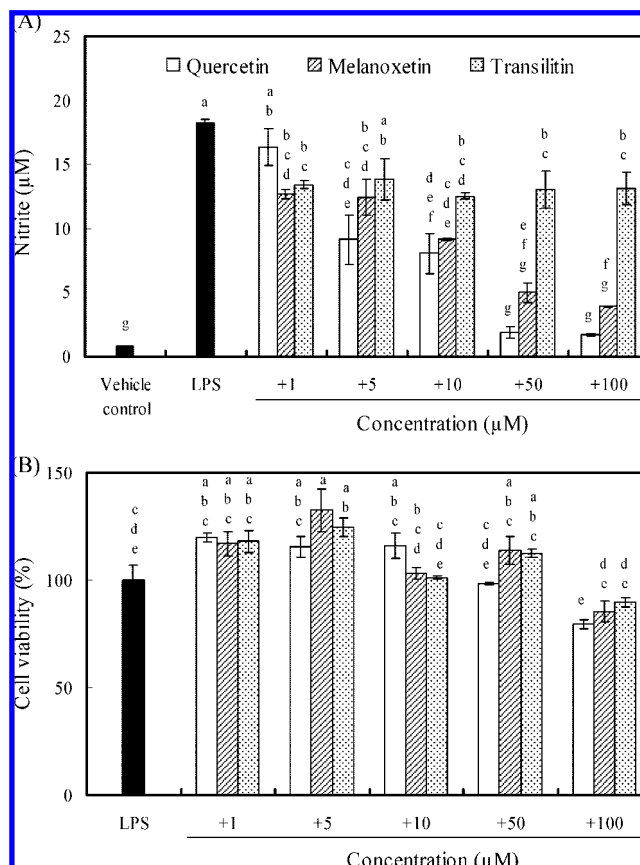 (A)
25
20
15
10
5
0
Nitrite (µM)
Quercetin Melanoxetin Transilitin
g
a
a b
b c d
b c
c d e
b c d
a b
d e f
c d e
b c d
g
e f g
b c
g
f g
b c
Vehicle control
LPS
+1 +5 +10 +50 +100
Concentration (µM)
(B)
150
100
50
0
Cell viability (%)
c d e
a b c
a b c
a b c
a b c
a
a b
a b c
b c d
c d e
c d e
a b c
a b c
e
d c
d c
LPS
+1 +5 +10 +50 +100
Concentration (µM)